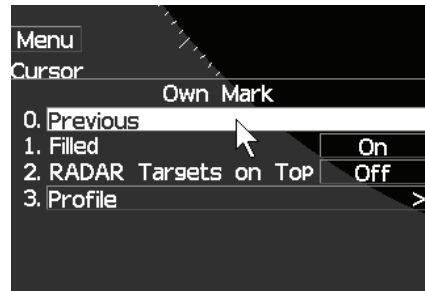 Menu
Cursor
Own Mark
0. Previous
1. Filled On
2. RADAR Targets on Top Off
3. Profile >